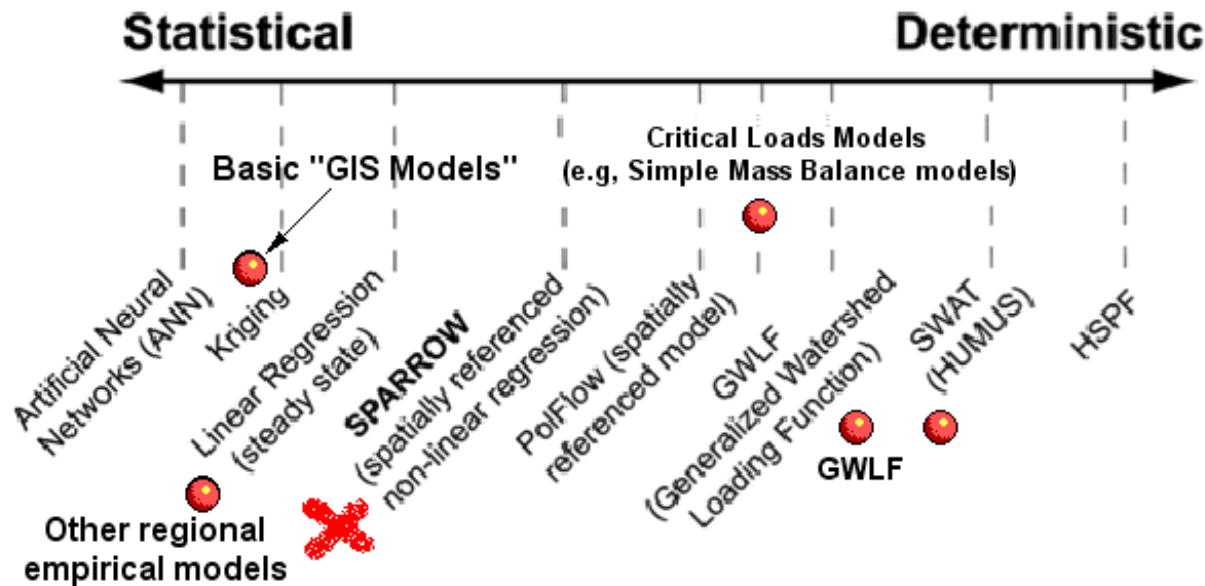 Statistical
Deterministic
Critical Loads Models
(e.g, Simple Mass Balance models)
Basic "GIS Models"
Artificial Neural
Networks (ANN)
Kriging
Linear Regression
(steady state)
SPARROW
(spatially referenced
non-linear regression)
PolFlow (spatially
referenced model)
GWLF
(Generalized Watershed
Loading Function)
SWAT
(HUMUS)
HSPF
GWLF
Other regional
empirical models